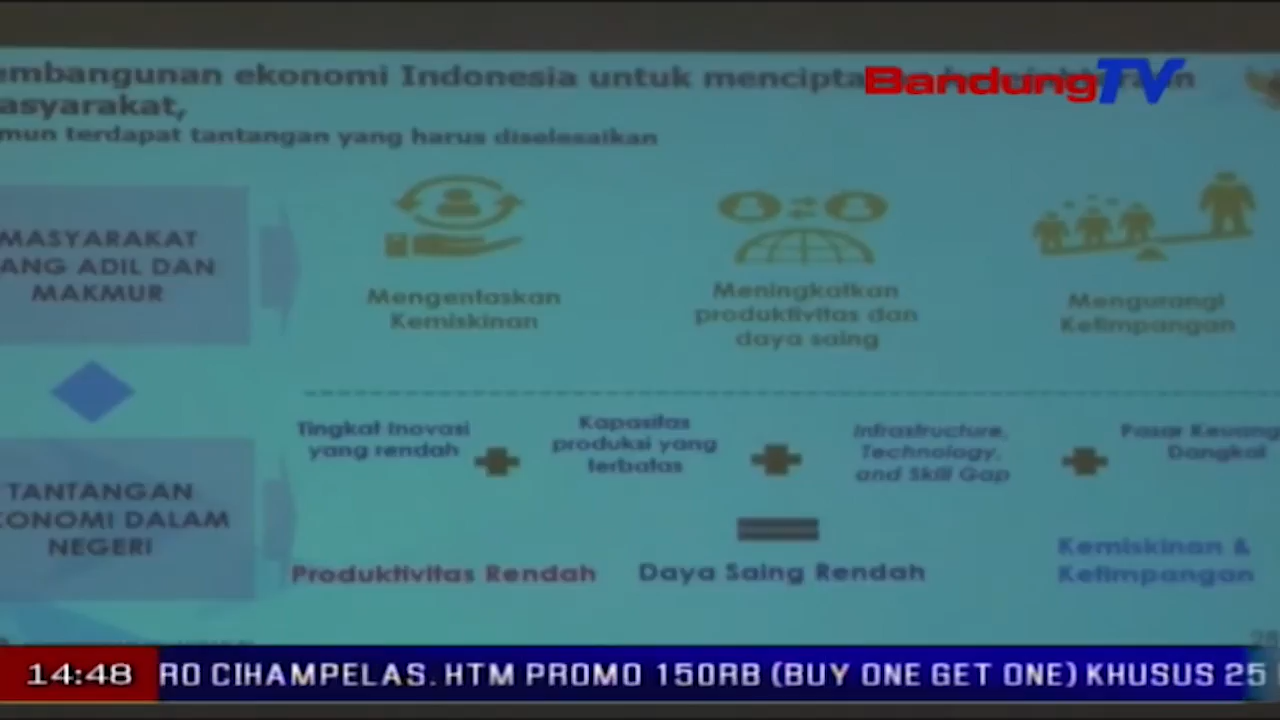 embangunan ekonomi Indonesia untuk mencipta
BandungTV
asyarakat,
mun terdapat tantangan yang harus diselesaikan
MASYARAKAT
ANG ADIL DAN
MAKMUR
Mengentaskan
Kemiskinan
Meningkatkan
produktivitas dan
daya saing
Mengurangi
Ketimpangan
Tingkat Inovasi
yang rendah
Kapasitas
produksi yang
terbatas
Infrastructure,
Technology,
and Skill Gap
Pasar Keuang
Dangkal
TANTANGAN
KONOMI DALAM
NEGERI
Produktivitas Rendah
Daya Saing Rendah
Kemiskinan &
Ketimpangan
28
14:48
RO CIHAMPELAS. HTM PROMO 150RB (BUY ONE GET ONE) KHUSUS 25